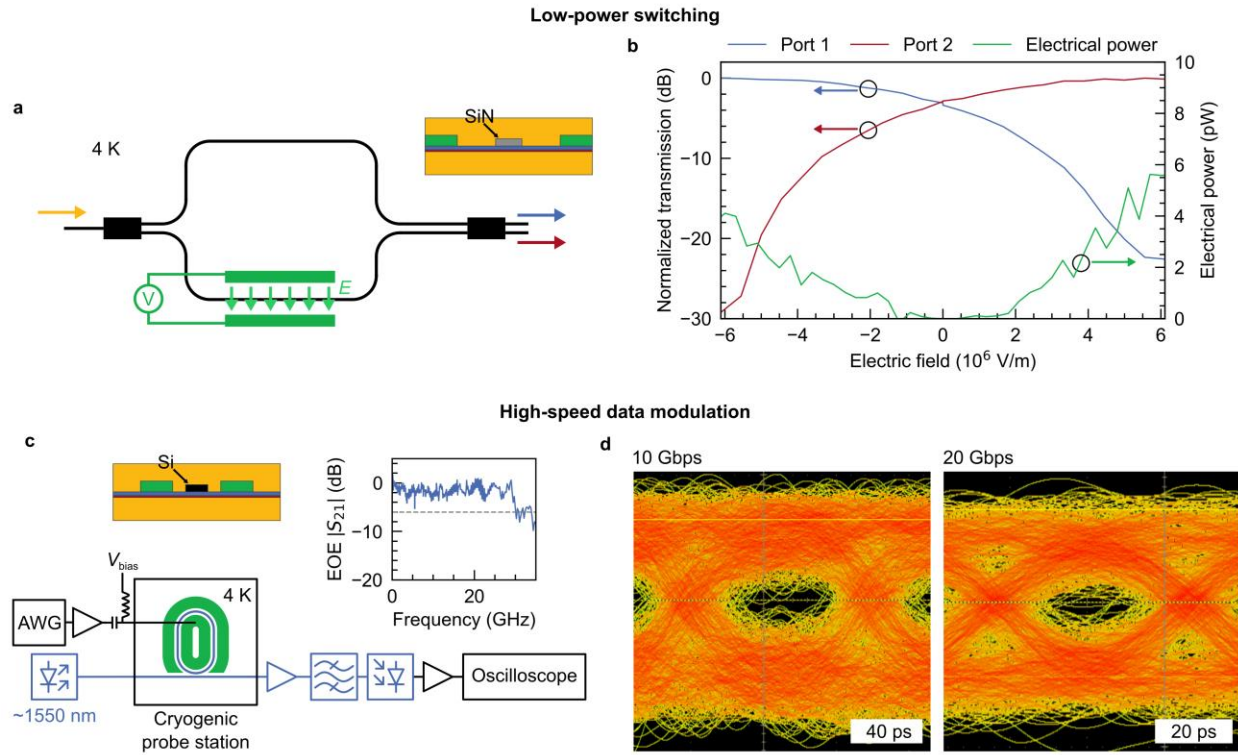 Low-power switching
a
4 K
SiN
V
E
b
Port 1 Port 2 Electrical power
Normalized transmission (dB)
0
−10
−20
−30
−6 −4 −2 0 2 4 6
Electric field (10⁶ V/m)
10
8
6
4
2
0
Electrical power (pW)
High-speed data modulation
c
Si
EOE |S₂₁| (dB)
0
−10
−20
0 20
Frequency (GHz)
V_bias
4 K
AWG
~1550 nm
Cryogenic
probe station
Oscilloscope
d
10 Gbps
40 ps
20 Gbps
20 ps